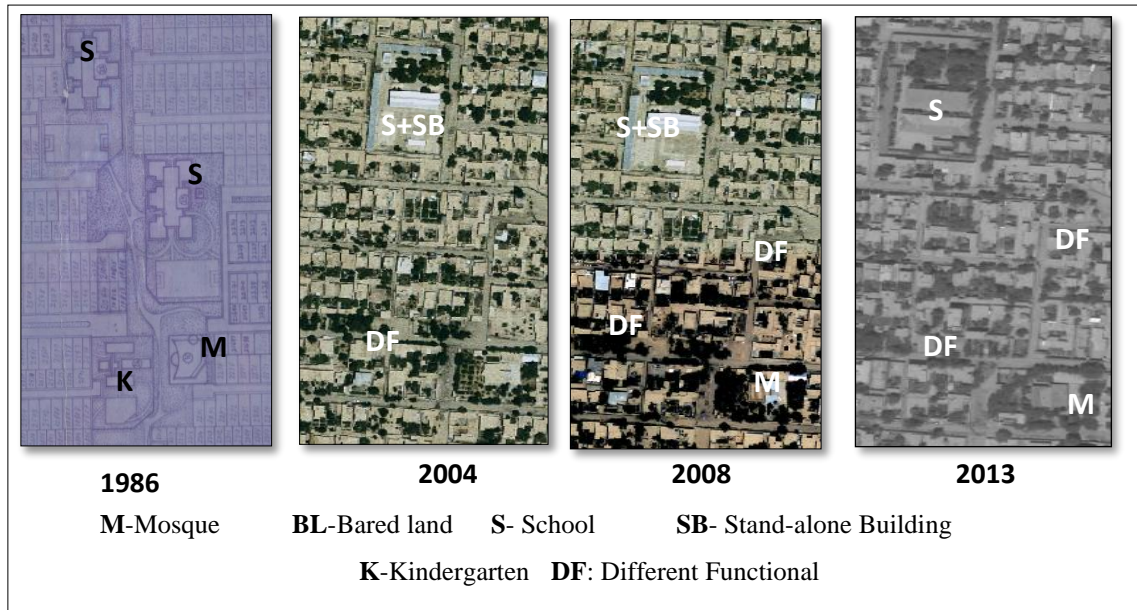 S
S
M
K
S+SB
DF
S+SB
DF
DF
M
S
DF
DF
M
1986 2004 2008 2013
M-Mosque BL-Bared land S- School SB- Stand-alone Building
K-Kindergarten DF: Different Functional